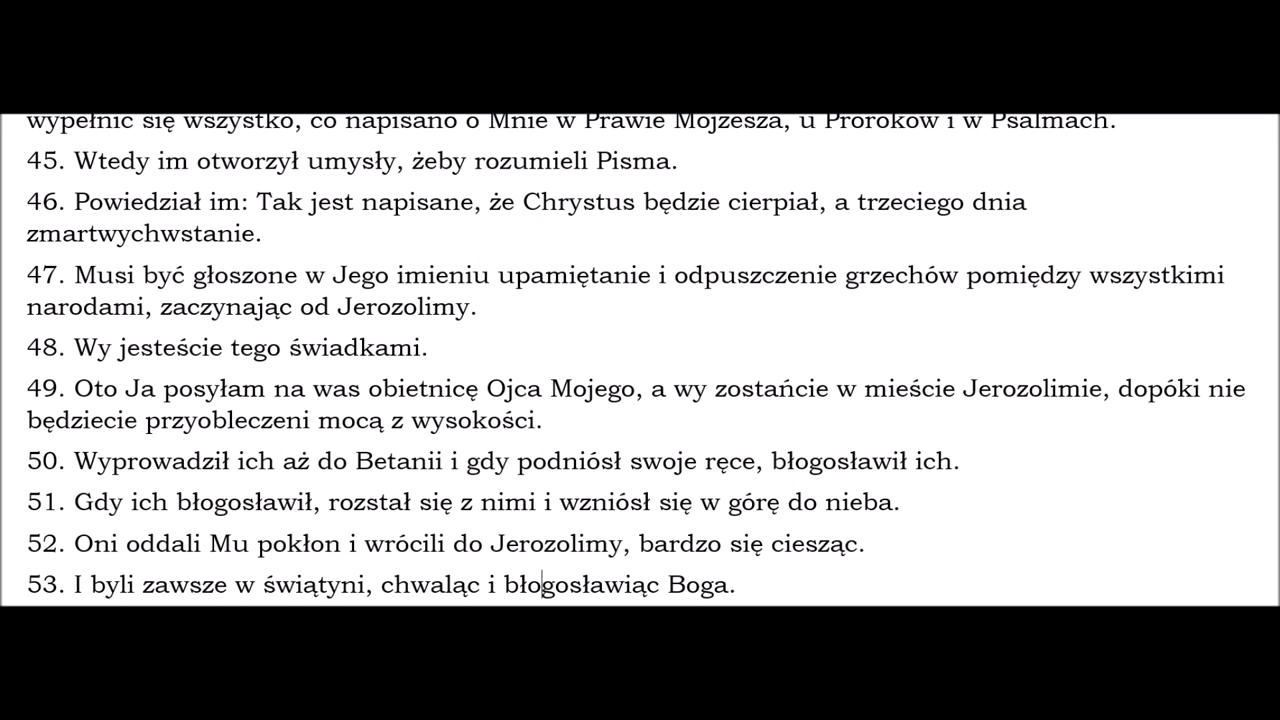 wypełnić się wszystko, co napisano o Mnie w Prawie Mojżesza, u Proroków i w Psalmach.
45. Wtedy im otworzył umysły, żeby rozumieli Pisma.
46. Powiedział im: Tak jest napisane, że Chrystus będzie cierpiał, a trzeciego dnia
zmartwychwstanie.
47. Musi być głoszone w Jego imieniu upamiętanie i odpuszczenie grzechów pomiędzy wszystkimi
narodami, zaczynając od Jerozolimy.
48. Wy jesteście tego świadkami.
49. Oto Ja posyłam na was obietnicę Ojca Mojego, a wy zostańcie w mieście Jerozolimie, dopóki nie
będziecie przyobleczeni mocą z wysokości.
50. Wyprowadził ich aż do Betanii i gdy podniósł swoje ręce, błogosławił ich.
51. Gdy ich błogosławił, rozstał się z nimi i wzniósł się w górę do nieba.
52. Oni oddali Mu pokłon i wrócili do Jerozolimy, bardzo się ciesząc.
53. I byli zawsze w świątyni, chwaląc i błogosławiąc Boga.